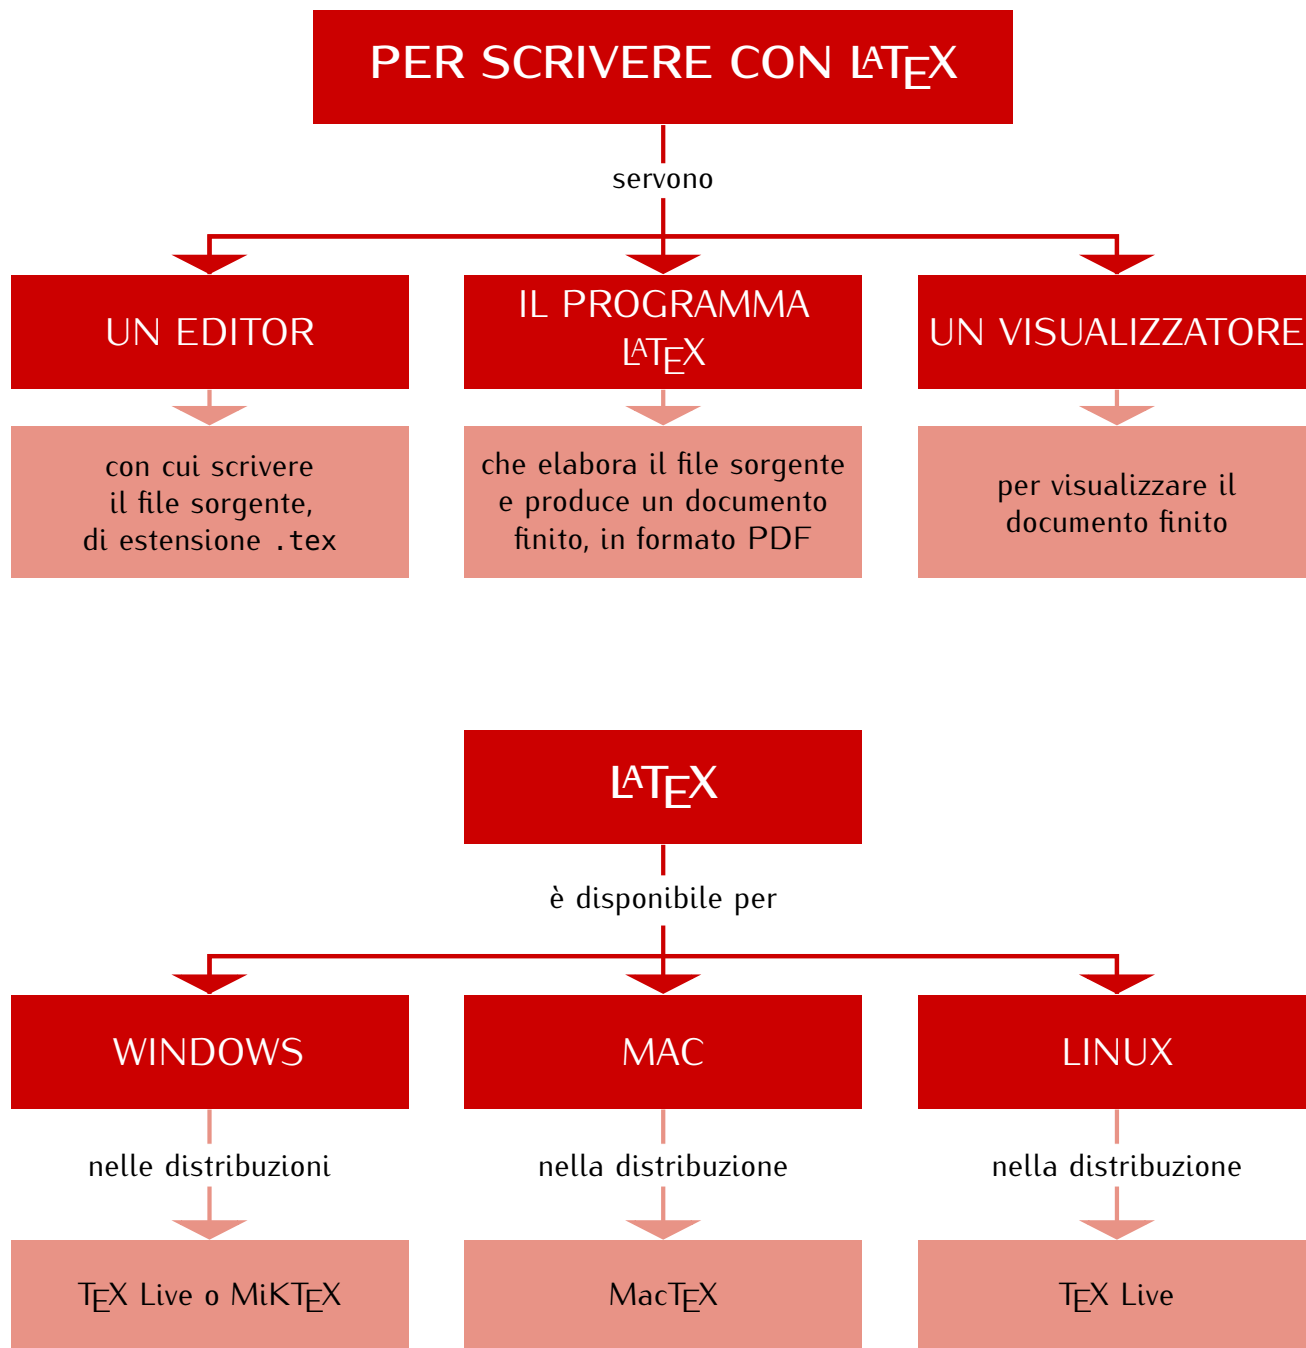 PER SCRIVERE CON LATEX
servono
UN EDITOR
IL PROGRAMMA
LATEX
UN VISUALIZZATORE
con cui scrivere
il file sorgente,
di estensione .tex
che elabora il file sorgente
e produce un documento
finito, in formato PDF
per visualizzare il
documento finito
LATEX
è disponibile per
WINDOWS
MAC
LINUX
nelle distribuzioni
nella distribuzione
nella distribuzione
TEX Live o MiKTEX
MacTEX
TEX Live